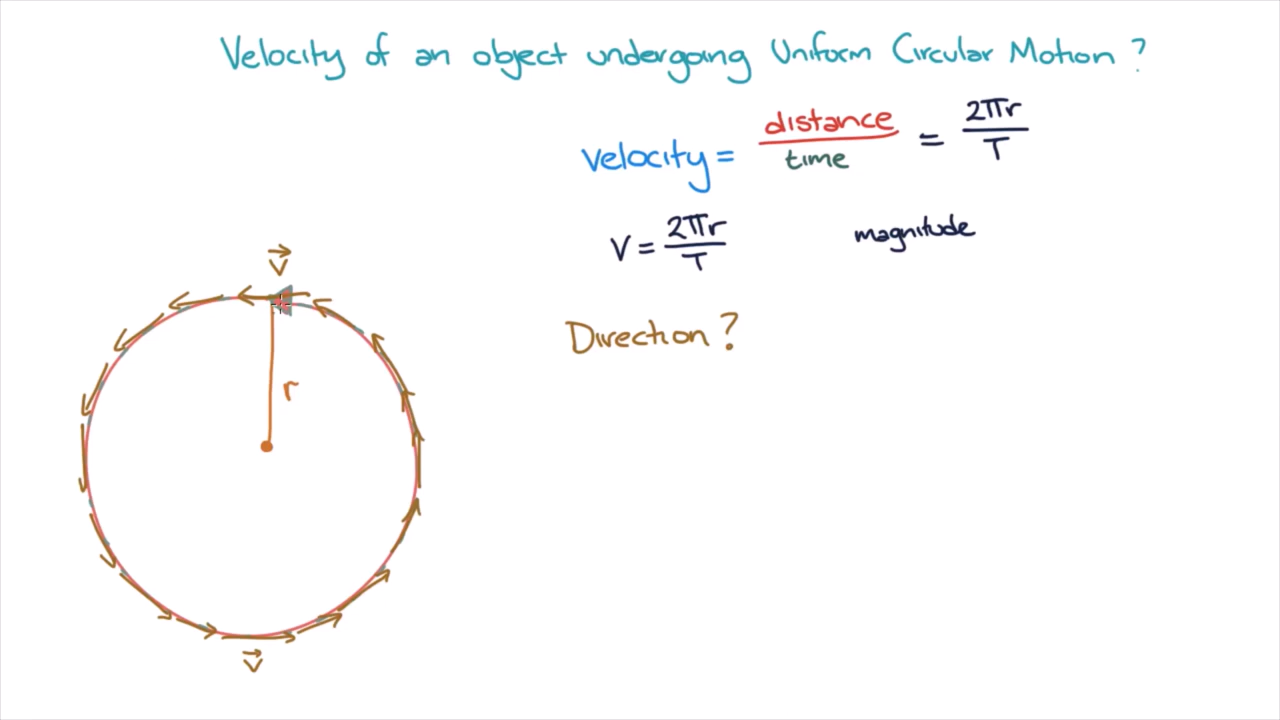 Velocity of an object undergoing Uniform Circular Motion ?
velocity = distance/time = 2πr/T
V = 2πr/T magnitude
Direction ?
v⃗
r
v⃗